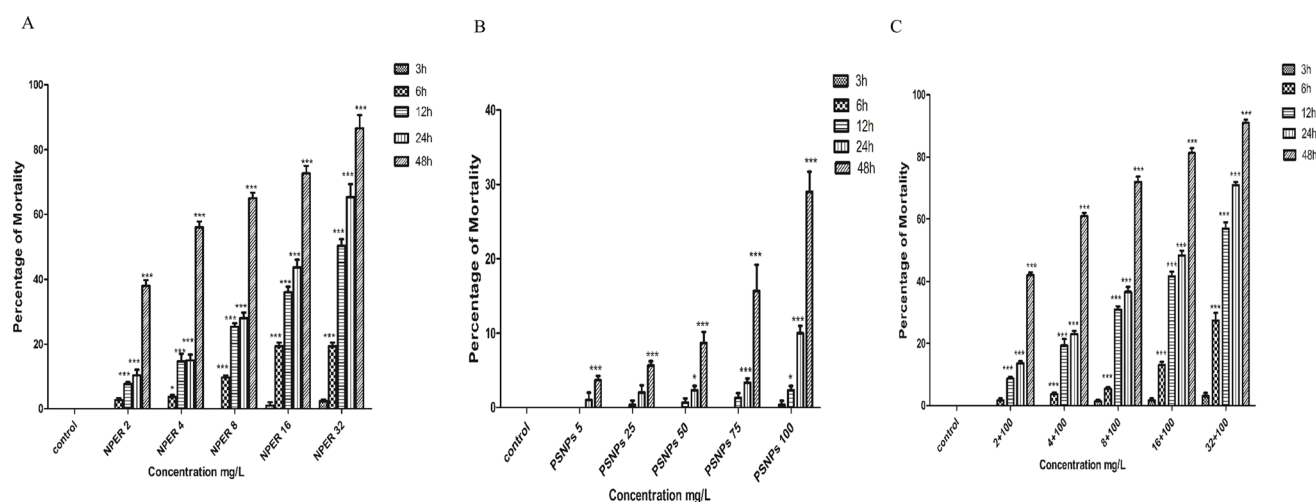 A
3h
6h
12h
24h
48h
Percentage of Mortality
100
80
60
40
20
0
*** *** ***
* *** *** ***
*** *** *** ***
*** *** *** ***
*** *** *** ***
control
NPER 2
NPER 4
NPER 8
NPER 16
NPER 32
Concentration mg/L
B
3h
6h
12h
24h
48h
Percentage of Mortality
40
30
20
10
0
***
***
* ***
*** ***
* *** ***
control
PSNPs 5
PSNPs 25
PSNPs 50
PSNPs 75
PSNPs 100
Concentration mg/L
C
3h
6h
12h
24h
48h
Percentage of Mortality
100
80
60
40
20
0
*** *** ***
*** *** *** ***
*** *** *** ***
*** *** *** ***
*** *** *** ***
control
2+100
4+100
8+100
16+100
32+100
Concentration mg/L